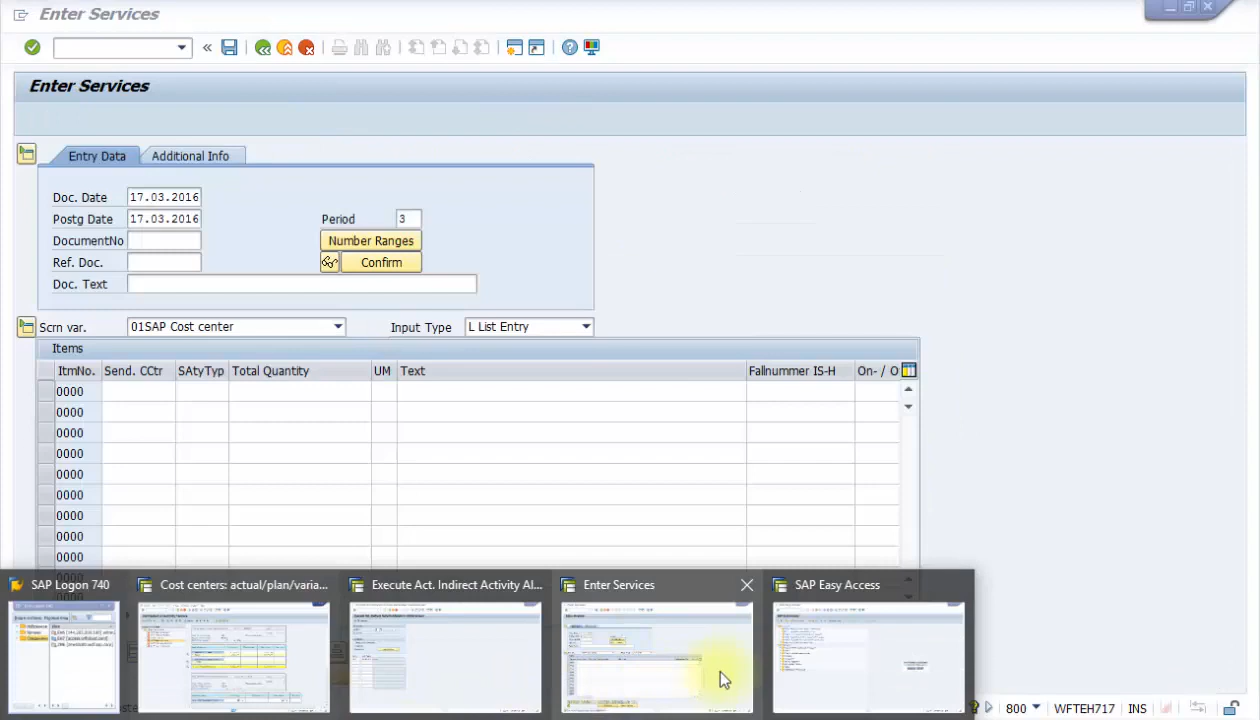 Enter Services
Enter Services
Entry Data
Additional Info
Doc. Date 17.03.2016
Postg Date 17.03.2016 Period 3
DocumentNo Number Ranges
Ref. Doc. Confirm
Doc. Text
Scrn var. 01SAP Cost center Input Type L List Entry
Items
ItmNo. Send. CCtr SAtyTyp Total Quantity UM Text Fallnummer IS-H On- / O
0000
0000
0000
0000
0000
0000
0000
0000
0000
SAP Logon 740
Cost centers: actual/plan/varia...
Execute Act. Indirect Activity Al...
Enter Services
SAP Easy Access
800 WFTEH717 INS